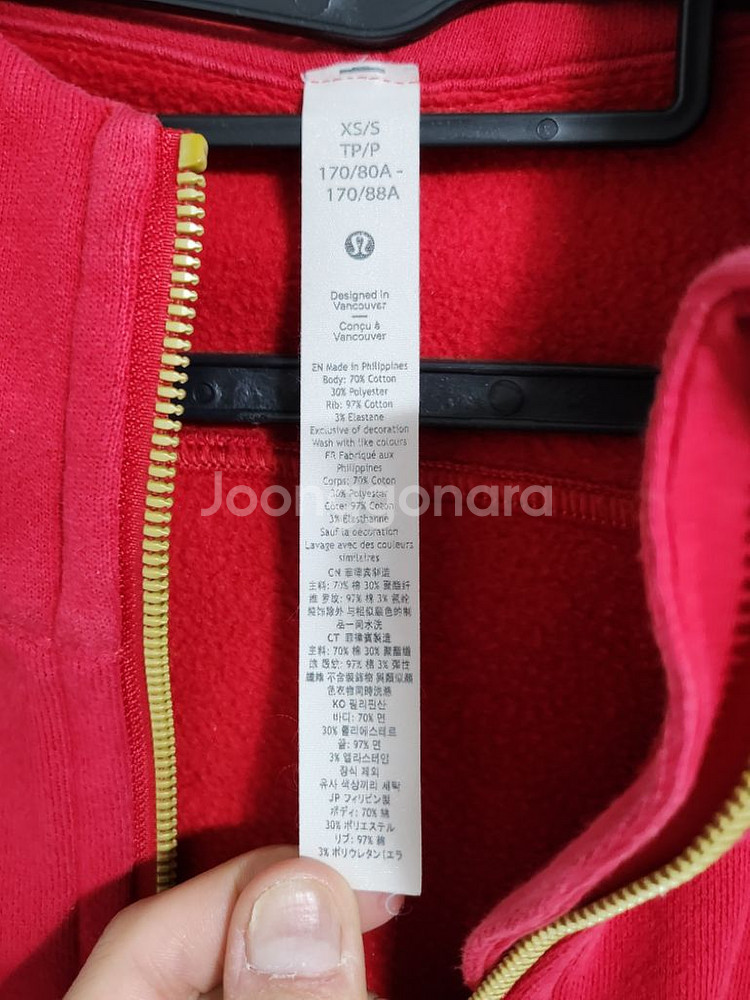 XS/S
TP/P
170/80A -
170/88A
Designed in
Vancouver
Conçu à
Vancouver
EN Made in Philippines
Body: 70% Cotton
30% Polyester
Rib: 97% Cotton
3% Elastane
Exclusive of decoration
Wash with like colours
FR Fabriqué aux
Philippines
Corps: 70% Coton
30% Polyester
Côte: 97% Coton
3% Élasthanne
Sauf la décoration
Lavage avec des couleurs
similaires
CN 菲律宾制造
主料: 70% 棉 30% 聚酯纤
维 罗纹: 97% 棉 3% 氨纶
装饰除外 与相似颜色的制
品一同水洗
CT 菲律賓製造
主料: 70% 棉 30% 聚酯纖
97% 棉 3% 彈性
纖維 不含裝飾物 與類似顏
色衣物同時洗滌
KO 필리핀산
바디: 70% 면
30% 폴리에스테르
골: 97% 면
3% 엘라스테인
장식 제외
유사 색상끼리 세탁
JP フィリピン製
ボディ: 70% 綿
30% ポリエステル
リブ: 97% 綿
3% ポリウレタン(エラ
Joonggonara